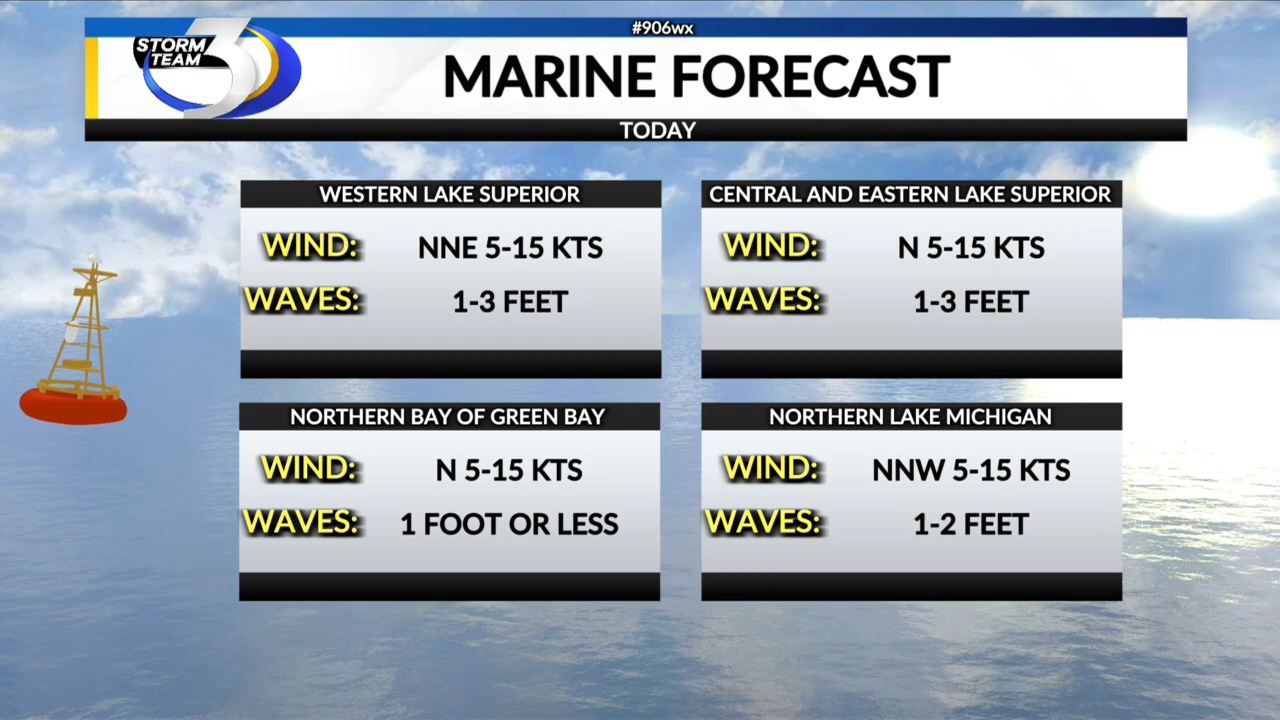 #906wx
STORM
TEAM
3
MARINE FORECAST
TODAY
WESTERN LAKE SUPERIOR
WIND: NNE 5-15 KTS
WAVES: 1-3 FEET
CENTRAL AND EASTERN LAKE SUPERIOR
WIND: N 5-15 KTS
WAVES: 1-3 FEET
NORTHERN BAY OF GREEN BAY
WIND: N 5-15 KTS
WAVES: 1 FOOT OR LESS
NORTHERN LAKE MICHIGAN
WIND: NNW 5-15 KTS
WAVES: 1-2 FEET